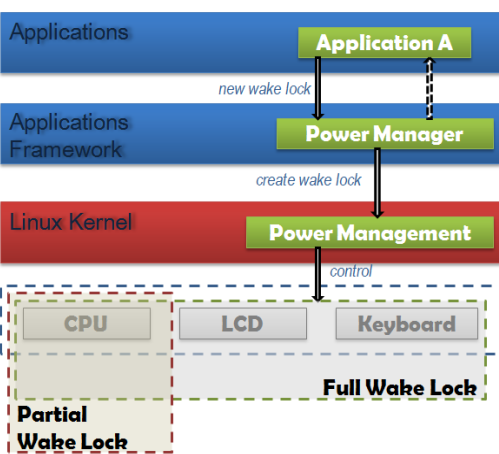 Applications
Application A
new wake lock
Applications
Framework
Power Manager
create wake lock
Linux Kernel
Power Management
control
CPU
LCD
Keyboard
Full Wake Lock
Partial
Wake Lock